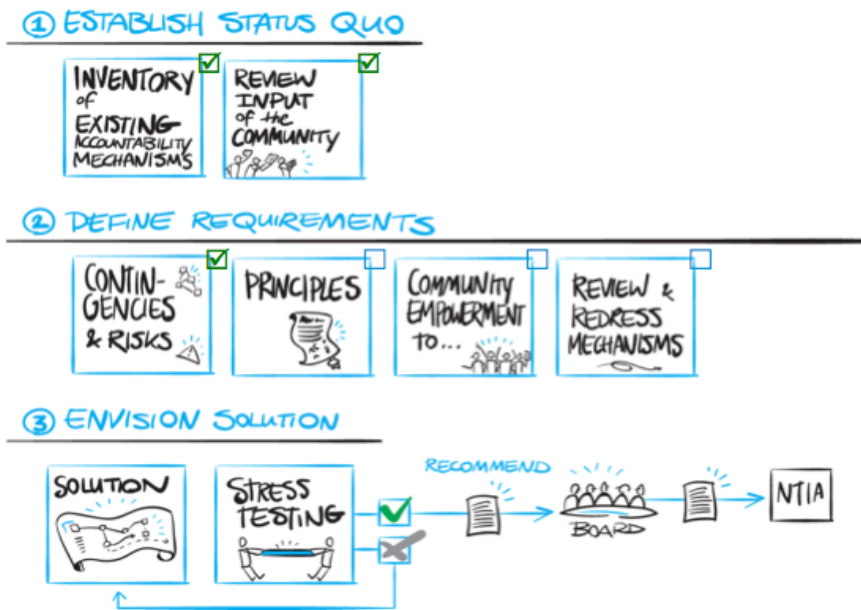 ① ESTABLISH STATUS QUO
INVENTORY
of
EXISTING
ACCOUNTABILITY
MECHANISMS
REVIEW
INPUT
of the
COMMUNITY
② DEFINE REQUIREMENTS
CONTIN-
GENCIES
& RISKS
PRINCIPLES
COMMUNITY
EMPOWERMENT
TO...
REVIEW &
REDRESS
MECHANISMS
③ ENVISION SOLUTION
SOLUTION
STRESS
TESTING
RECOMMEND
BOARD
NTIA